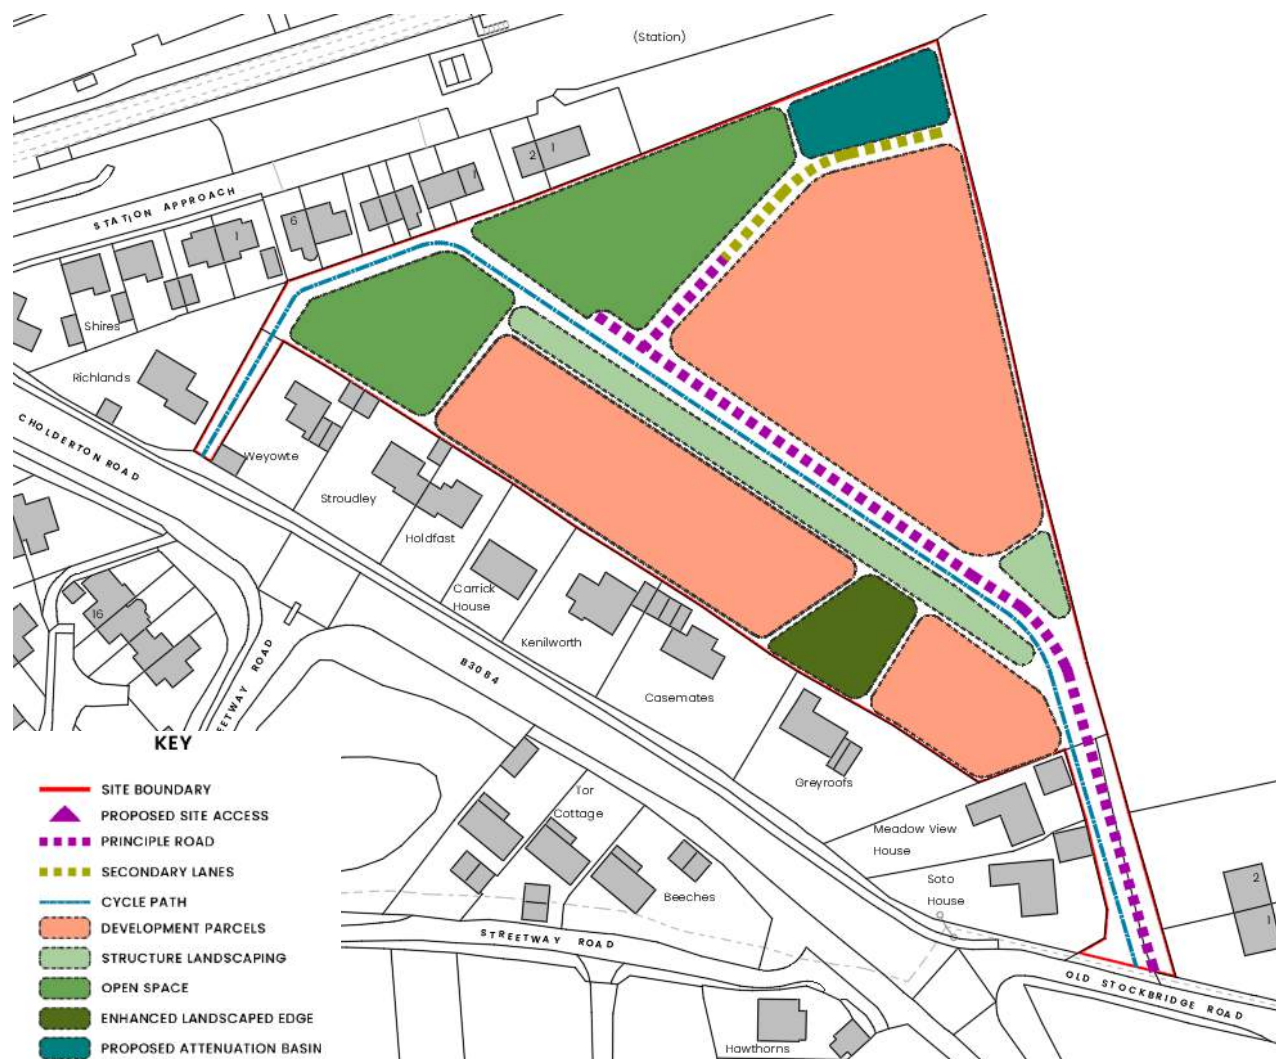 (Station)
2
1
1
STATION APPROACH
6
1
Shires
Richlands
CHOLDERTON ROAD
Weyowte
Stroudley
Holdfast
Carrick
House
16
Kenilworth
B3084
Casemates
EETWAY ROAD
Greyroofs
Tor
Cottage
Meadow View
House
Beeches
Soto
House
2
1
STREETWAY ROAD
OLD STOCKBRIDGE ROAD
Hawthorns
KEY
SITE BOUNDARY
PROPOSED SITE ACCESS
PRINCIPLE ROAD
SECONDARY LANES
CYCLE PATH
DEVELOPMENT PARCELS
STRUCTURE LANDSCAPING
OPEN SPACE
ENHANCED LANDSCAPED EDGE
PROPOSED ATTENUATION BASIN